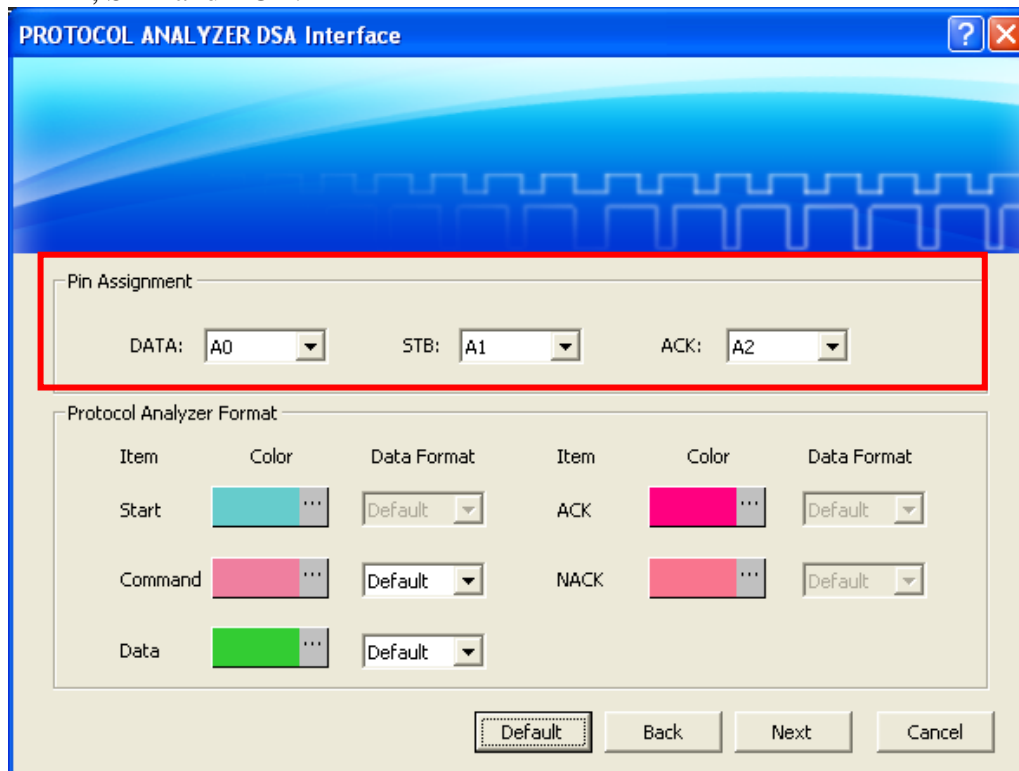 PROTOCOL ANALYZER DSA Interface
Pin Assignment
DATA: A0 STB: A1 ACK: A2
Protocol Analyzer Format
Item Color Data Format Item Color Data Format
Start ... Default ACK ... Default
Command ... Default NACK ... Default
Data ... Default
Default Back Next Cancel